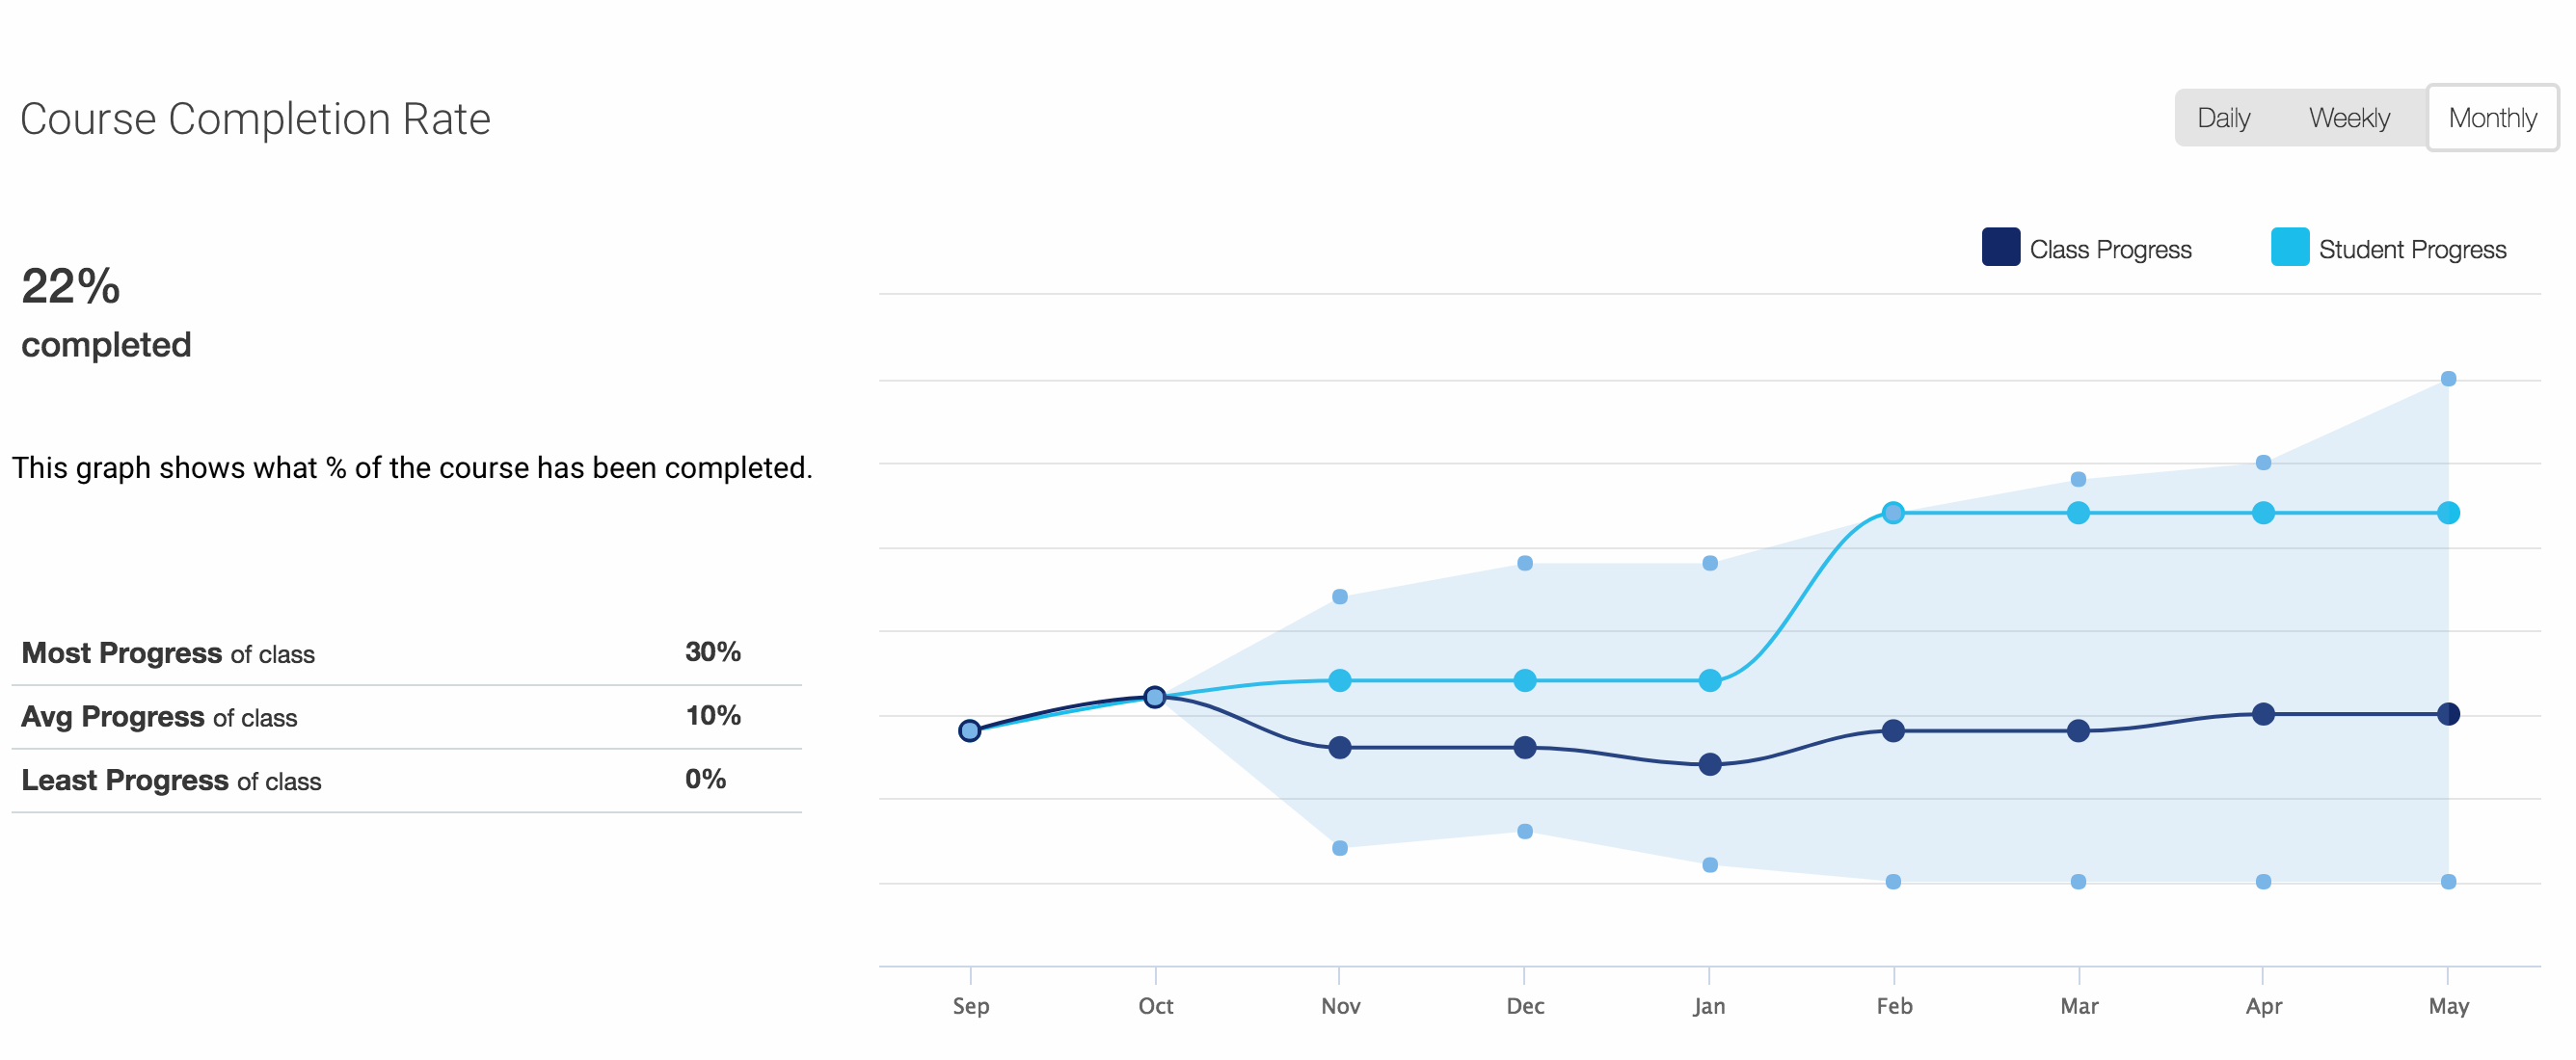 Course Completion Rate
Daily Weekly Monthly
22%
completed
This graph shows what % of the course has been completed.
Most Progress of class 30%
Avg Progress of class 10%
Least Progress of class 0%
Class Progress Student Progress
Sep Oct Nov Dec Jan Feb Mar Apr May